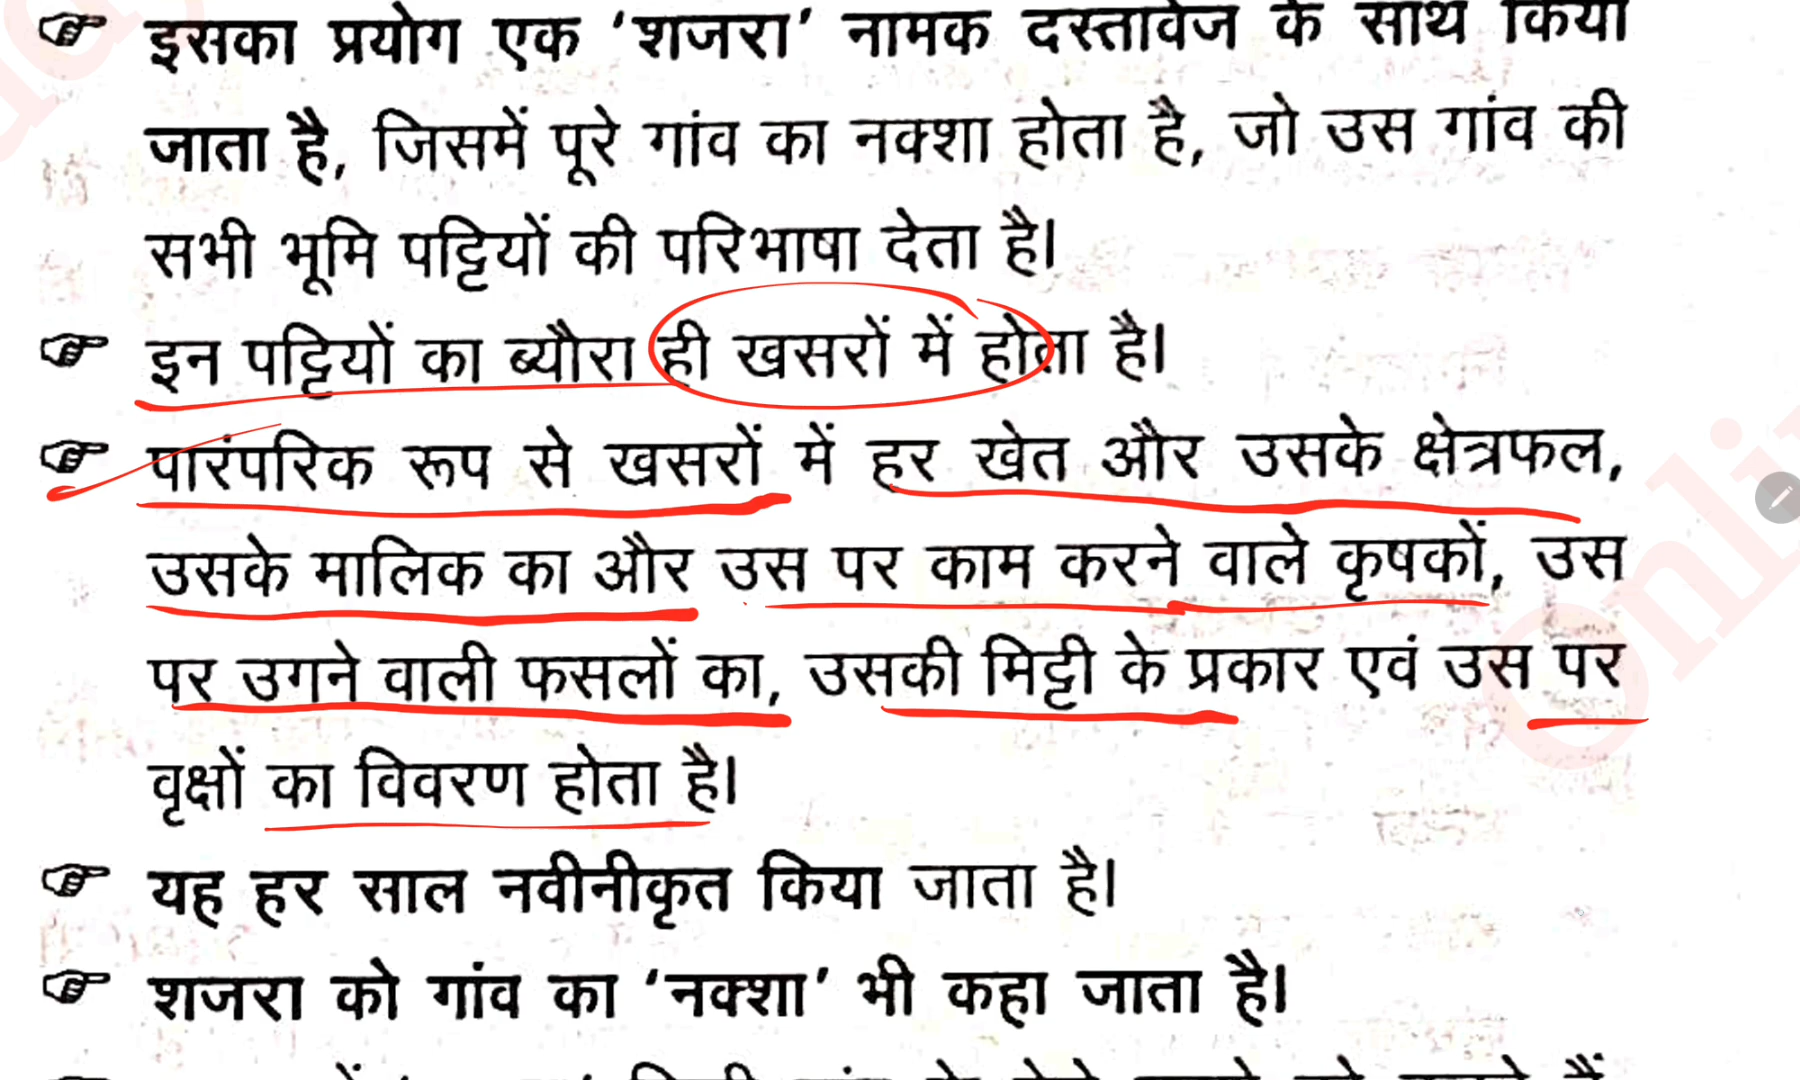 इसका प्रयोग एक ‘शजरा’ नामक दस्तावेज के साथ किया
जाता है, जिसमें पूरे गांव का नक्शा होता है, जो उस गांव की
सभी भूमि पट्टियों की परिभाषा देता है।
इन पट्टियों का ब्यौरा ही खसरों में होता है।
पारंपरिक रूप से खसरों में हर खेत और उसके क्षेत्रफल,
उसके मालिक का और उस पर काम करने वाले कृषकों, उस
पर उगने वाली फसलों का, उसकी मिट्टी के प्रकार एवं उस पर
वृक्षों का विवरण होता है।
यह हर साल नवीनीकृत किया जाता है।
शजरा को गांव का ‘नक्शा’ भी कहा जाता है।